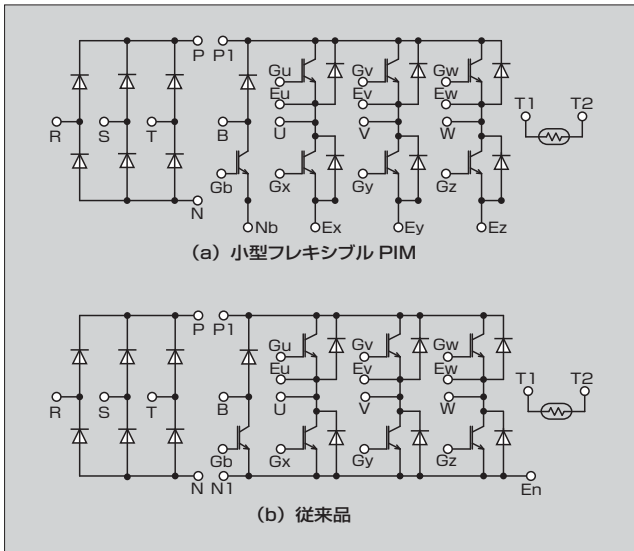 P P1
Gu Gv Gw
Eu Ev Ew
T1 T2
R S T B U V W
Gb Gx Gy Gz
N
Nb Ex Ey Ez
(a) 小型フレキシブル PIM
P P1
Gu Gv Gw
Eu Ev Ew
T1 T2
R S T B U V W
Gb Gx Gy Gz
N N1 En
(b) 従来品